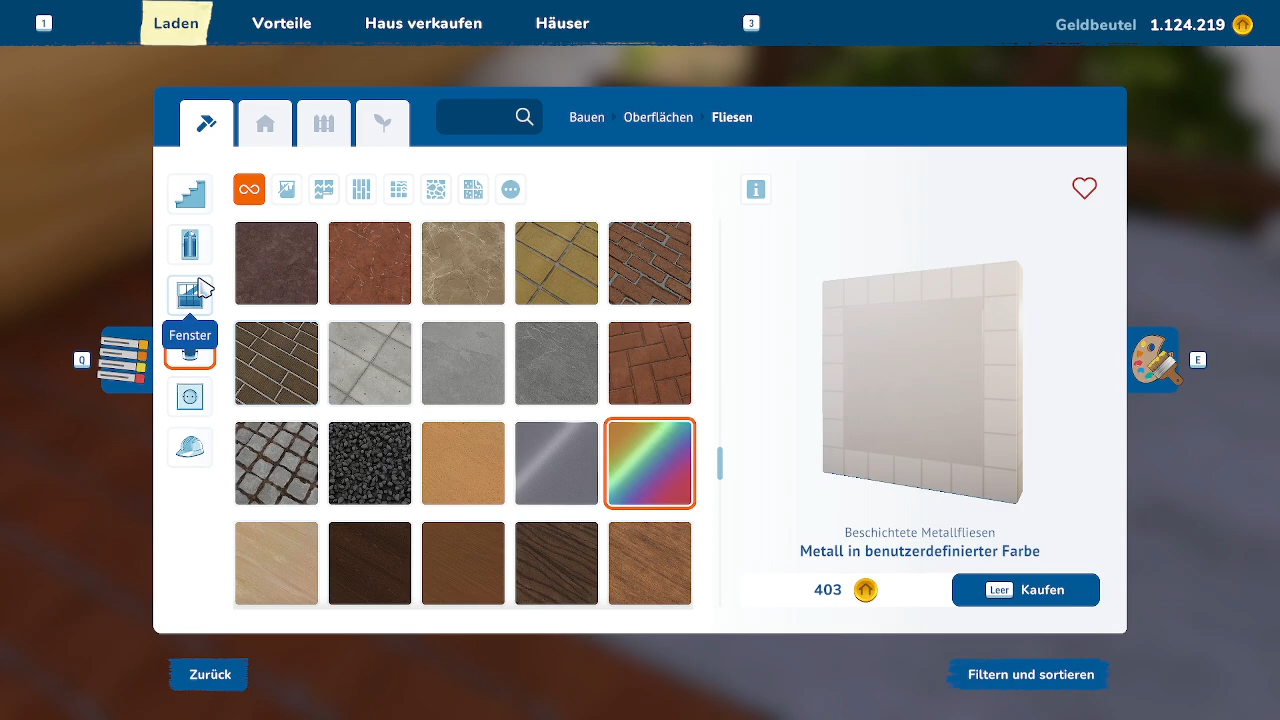 1
Laden
Vorteile
Haus verkaufen
Häuser
3
Geldbeutel 1.124.219
Bauen Oberflächen Fliesen
Fenster
Q
E
Beschichtete Metallfliesen
Metall in benutzerdefinierter Farbe
403
Leer Kaufen
Zurück
Filtern und sortieren